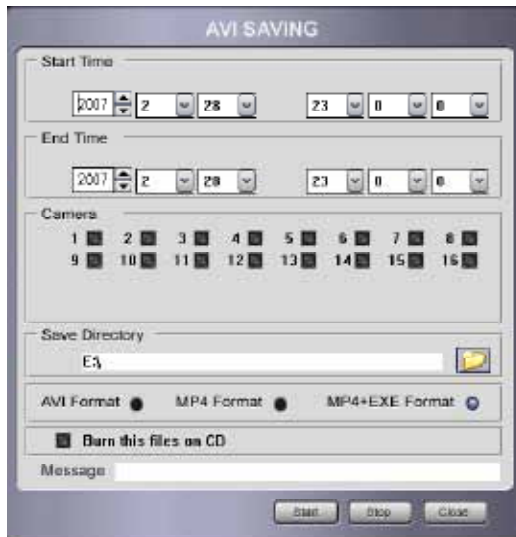 AVI SAVING
Start Time
2007 2 28 23 0 0
End Time
2007 2 28 23 0 0
Camera
1 2 3 4 5 6 7 8
9 10 11 12 13 14 15 16
Save Directory
E:\
AVI Format MP4 Format MP4+EXE Format
Burn this files on CD
Message
Start Stop Close